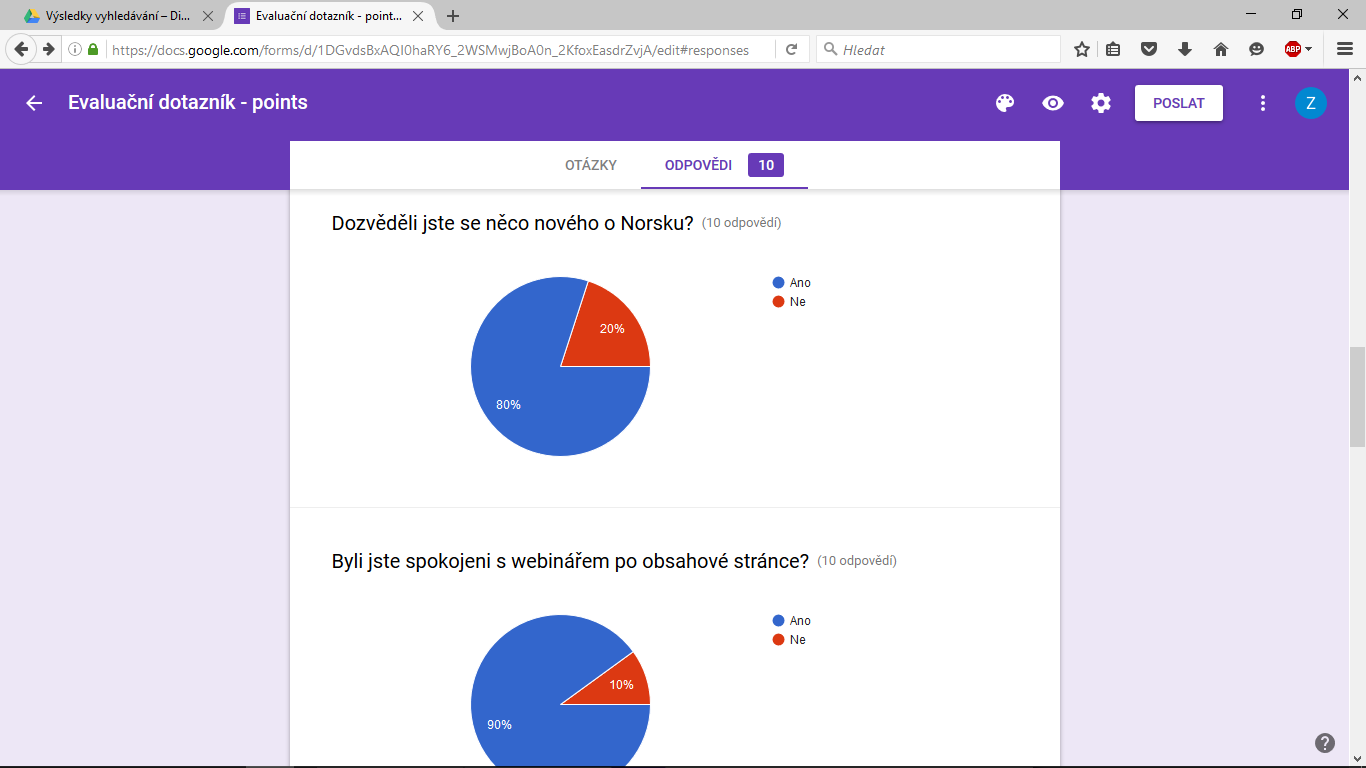 Výsledky vyhledávání – Di...
Evaluační dotazník - point...
https://docs.google.com/forms/d/1DGvdsBxAQI0haRY6_2WSMwjBoA0n_2KfoxEasdrZvjA/edit#responses
Hledat
ABP
Evaluační dotazník - points
POSLAT
Z
OTÁZKY
ODPOVĚDI 10
Dozvěděli jste se něco nového o Norsku? (10 odpovědí)
Ano
Ne
20%
80%
Byli jste spokojeni s webinářem po obsahové stránce? (10 odpovědí)
Ano
Ne
10%
90%